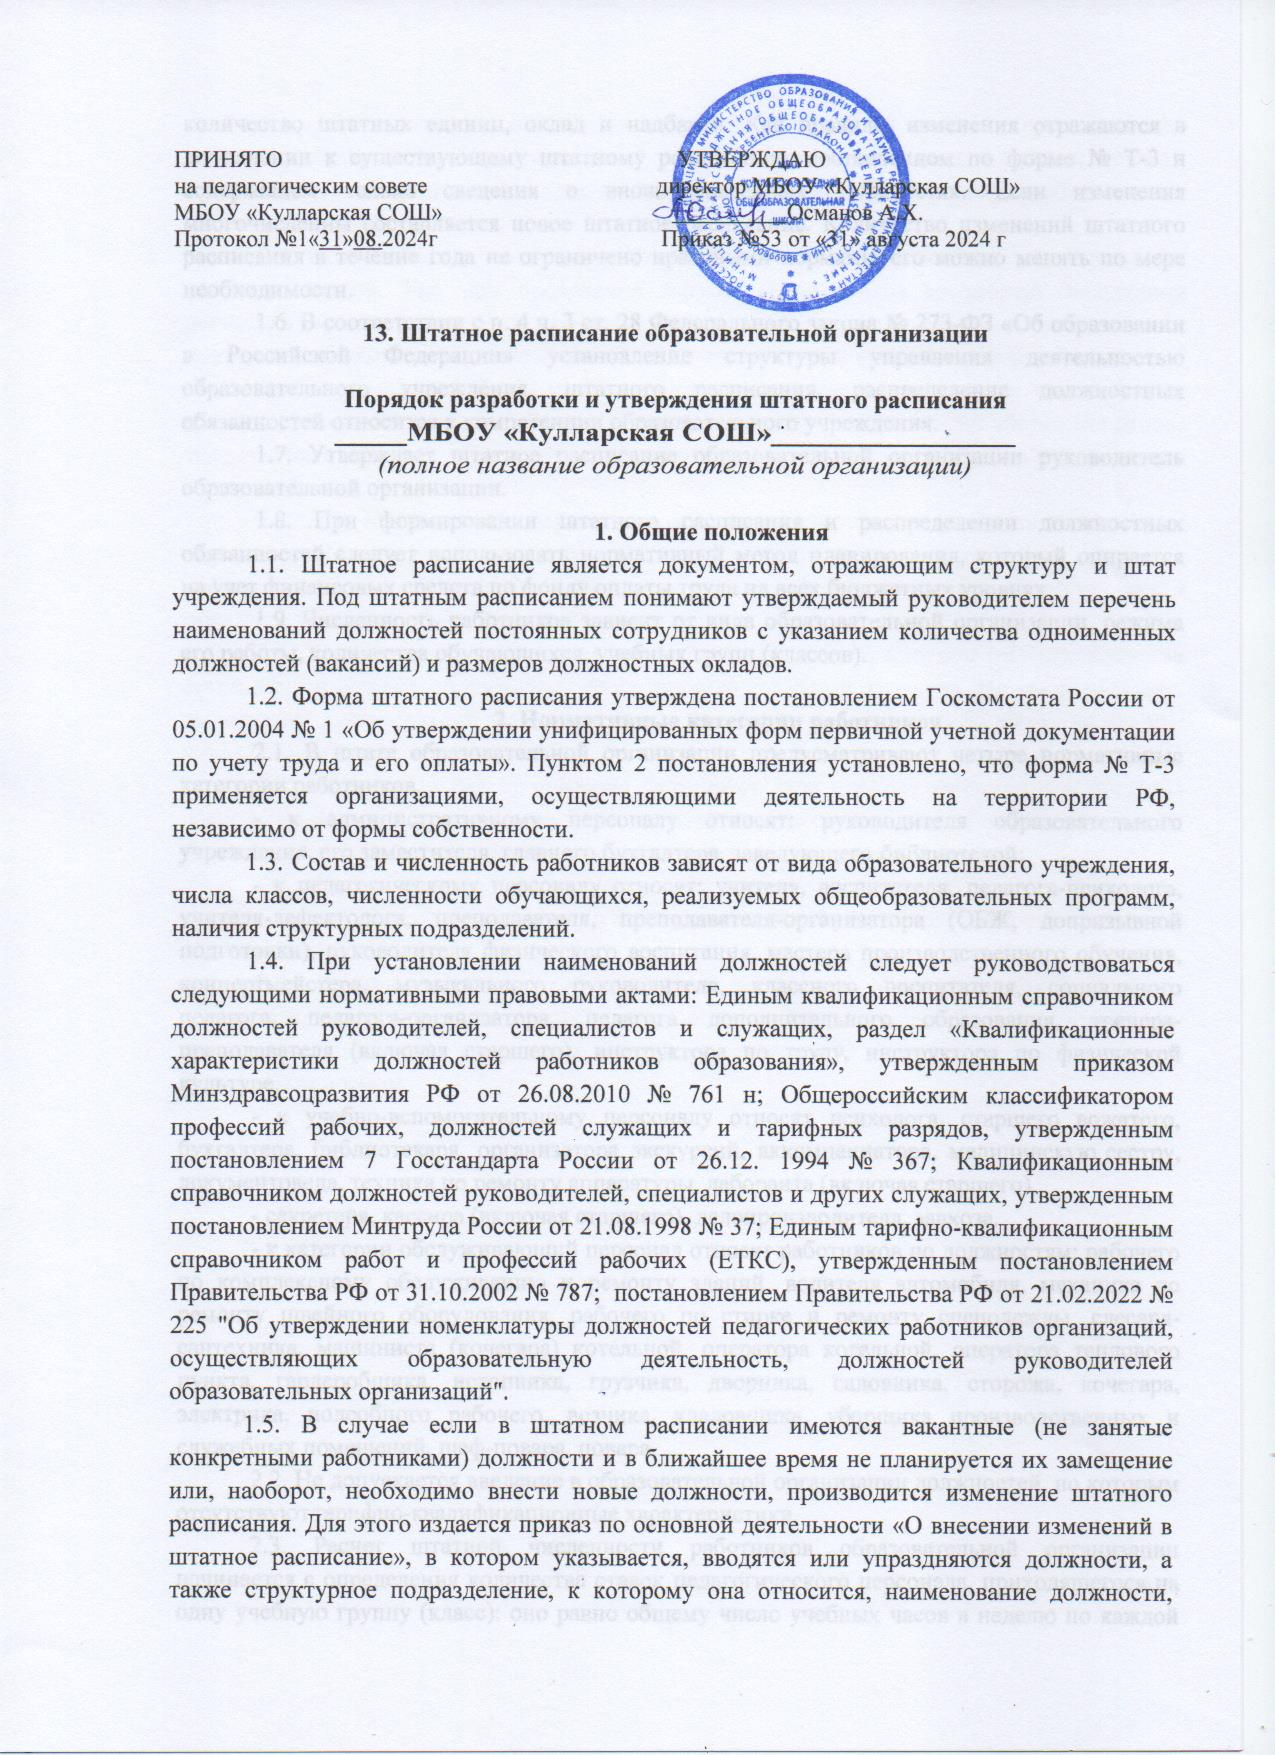 ПРИНЯТО УТВЕРЖДАЮ
на педагогическим совете директор МБОУ «Кулларская СОШ»
МБОУ «Кулларская СОШ» Османов А.Х.
Протокол №1«31»08.2024г Приказ №53 от «31» августа 2024 г
МБОУ
КУЛЛАРСКАЯ СРЕДНЯЯ
ОБЩЕОБРАЗОВАТЕЛЬНАЯ
ШКОЛА
13. Штатное расписание образовательной организации
Порядок разработки и утверждения штатного расписания
_____МБОУ «Кулларская СОШ»_________________
(полное название образовательной организации)
1. Общие положения
1.1. Штатное расписание является документом, отражающим структуру и штат
учреждения. Под штатным расписанием понимают утверждаемый руководителем перечень
наименований должностей постоянных сотрудников с указанием количества одноименных
должностей (вакансий) и размеров должностных окладов.
1.2. Форма штатного расписания утверждена постановлением Госкомстата России от
05.01.2004 № 1 «Об утверждении унифицированных форм первичной учетной документации
по учету труда и его оплаты». Пунктом 2 постановления установлено, что форма № Т-3
применяется организациями, осуществляющими деятельность на территории РФ,
независимо от формы собственности.
1.3. Состав и численность работников зависят от вида образовательного учреждения,
числа классов, численности обучающихся, реализуемых общеобразовательных программ,
наличия структурных подразделений.
1.4. При установлении наименований должностей следует руководствоваться
следующими нормативными правовыми актами: Единым квалификационным справочником
должностей руководителей, специалистов и служащих, раздел «Квалификационные
характеристики должностей работников образования», утвержденным приказом
Минздравсоцразвития РФ от 26.08.2010 № 761 н; Общероссийским классификатором
профессий рабочих, должностей служащих и тарифных разрядов, утвержденным
постановлением 7 Госстандарта России от 26.12. 1994 № 367; Квалификационным
справочником должностей руководителей, специалистов и других служащих, утвержденным
постановлением Минтруда России от 21.08.1998 № 37; Единым тарифно-квалификационным
справочником работ и профессий рабочих (ЕТКС), утвержденным постановлением
Правительства РФ от 31.10.2002 № 787; постановлением Правительства РФ от 21.02.2022 №
225 "Об утверждении номенклатуры должностей педагогических работников организаций,
осуществляющих образовательную деятельность, должностей руководителей
образовательных организаций".
1.5. В случае если в штатном расписании имеются вакантные (не занятые
конкретными работниками) должности и в ближайшее время не планируется их замещение
или, наоборот, необходимо внести новые должности, производится изменение штатного
расписания. Для этого издается приказ по основной деятельности «О внесении изменений в
штатное расписание», в котором указывается, вводятся или упраздняются должности, а
также структурное подразделение, к которому она относится, наименование должности,